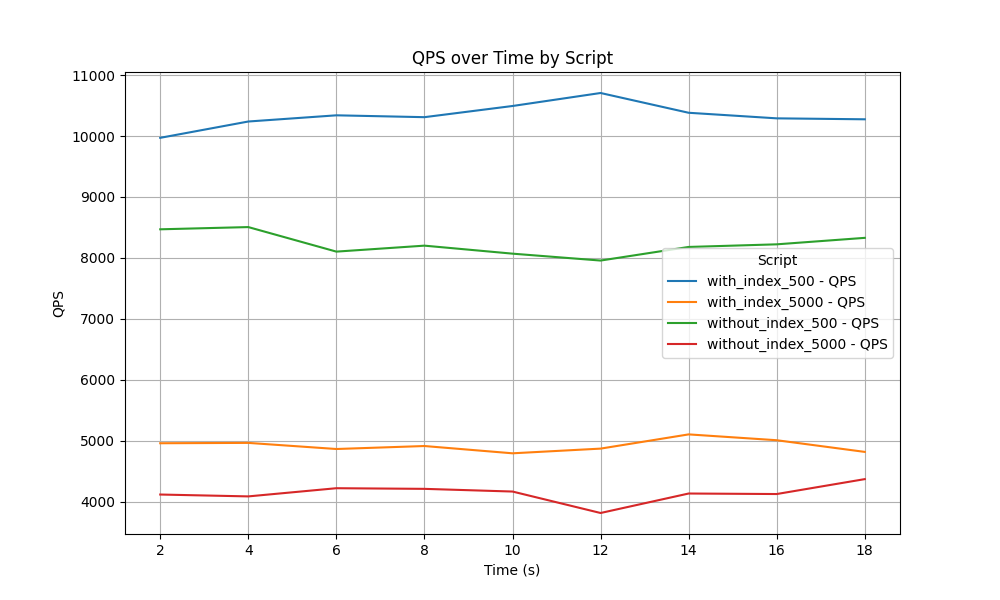 QPS over Time by Script
11000
10000
9000
8000
7000
6000
5000
4000
QPS
Script
with_index_500 - QPS
with_index_5000 - QPS
without_index_500 - QPS
without_index_5000 - QPS
2 4 6 8 10 12 14 16 18
Time (s)